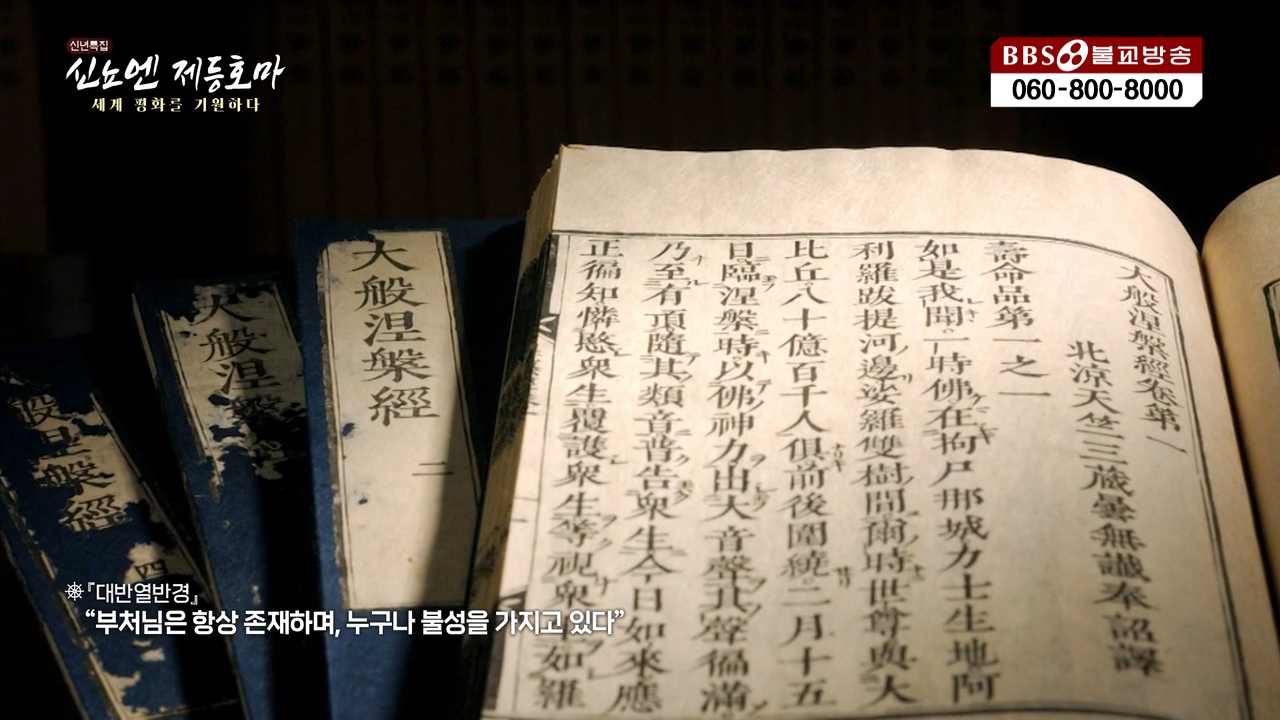 신년특집
신뇨엔 제등호마
세계 평화를 기원하다
BBS 불교방송
060-800-8000
大般涅槃經卷第一
北涼天竺三藏曇無讖奉詔譯
壽命品第一之一
如是我聞一時佛在拘尸那城力士生地阿
利羅跋提河邊娑羅雙樹間爾時世尊與大
比丘八十億百千人俱前後圍繞二月十五
日臨涅槃時以佛神力出大音聲其聲徧滿
乃至有頂隨其類音普告衆生今日如來應
正徧知憐愍衆生覆護衆生等視衆生如羅
大般涅槃經 二
大般涅槃
般涅槃經 四
『대반열반경』
“부처님은 항상 존재하며, 누구나 불성을 가지고 있다”